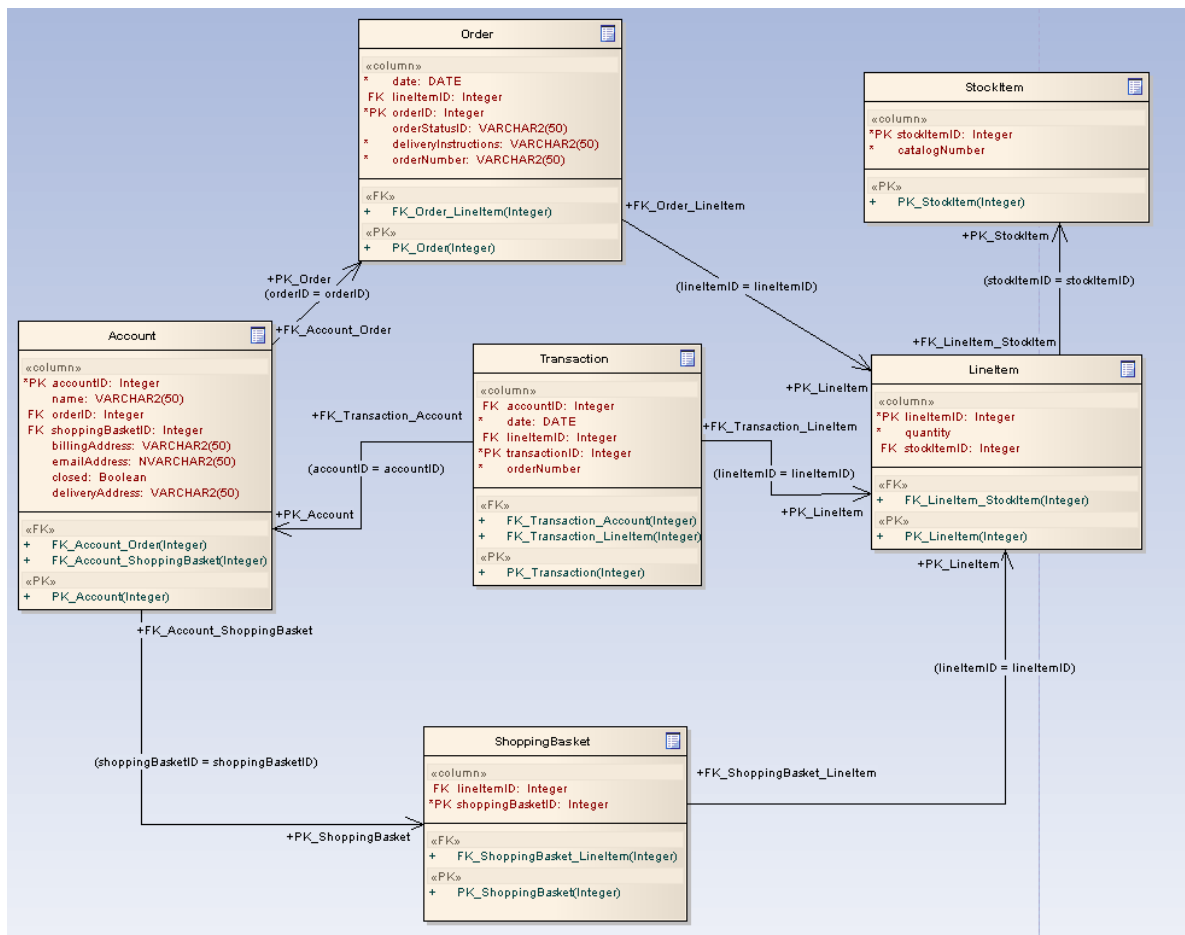 Order
«column»
* date: DATE
FK lineItemID: Integer
*PK orderID: Integer
orderStatusID: VARCHAR2(50)
* deliveryInstructions: VARCHAR2(50)
* orderNumber: VARCHAR2(50)
«FK»
+ FK_Order_LineItem(Integer)
«PK»
+ PK_Order(Integer)
StockItem
«column»
*PK stockItemID: Integer
* catalogNumber
«PK»
+ PK_StockItem(Integer)
+FK_Order_LineItem
+PK_StockItem
+PK_Order
(orderID = orderID)
(lineItemID = lineItemID)
(stockItemID = stockItemID)
+FK_Account_Order
+FK_LineItem_StockItem
Account
«column»
*PK accountID: Integer
name: VARCHAR2(50)
FK orderID: Integer
FK shoppingBasketID: Integer
billingAddress: VARCHAR2(50)
emailAddress: NVARCHAR2(50)
closed: Boolean
deliveryAddress: VARCHAR2(50)
«FK»
+ FK_Account_Order(Integer)
+ FK_Account_ShoppingBasket(Integer)
«PK»
+ PK_Account(Integer)
+FK_Transaction_Account
(accountID = accountID)
+PK_Account
Transaction
«column»
FK accountID: Integer
* date: DATE
FK lineItemID: Integer
*PK transactionID: Integer
* orderNumber
«FK»
+ FK_Transaction_Account(Integer)
+ FK_Transaction_LineItem(Integer)
«PK»
+ PK_Transaction(Integer)
+PK_LineItem
+FK_Transaction_LineItem
(lineItemID = lineItemID)
+PK_LineItem
LineItem
«column»
*PK lineItemID: Integer
* quantity
FK stockItemID: Integer
«FK»
+ FK_LineItem_StockItem(Integer)
«PK»
+ PK_LineItem(Integer)
+PK_LineItem
+FK_Account_ShoppingBasket
(lineItemID = lineItemID)
(shoppingBasketID = shoppingBasketID)
+PK_ShoppingBasket
ShoppingBasket
«column»
FK lineItemID: Integer
*PK shoppingBasketID: Integer
«FK»
+ FK_ShoppingBasket_LineItem(Integer)
«PK»
+ PK_ShoppingBasket(Integer)
+FK_ShoppingBasket_LineItem